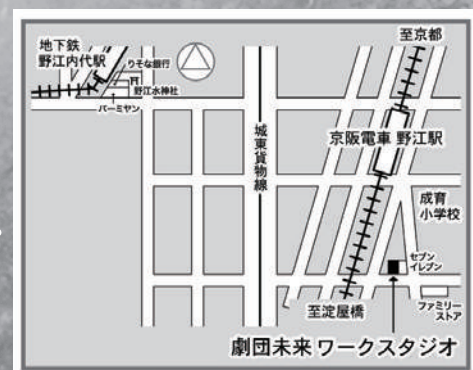 地下鉄
野江内代駅
りそな銀行
野江水神社
バーミヤン
至京都
城東貨物線
京阪電車 野江駅
成育
小学校
セブン
イレブン
至淀屋橋
ファミリー
ストア
劇団未来 ワークスタジオ